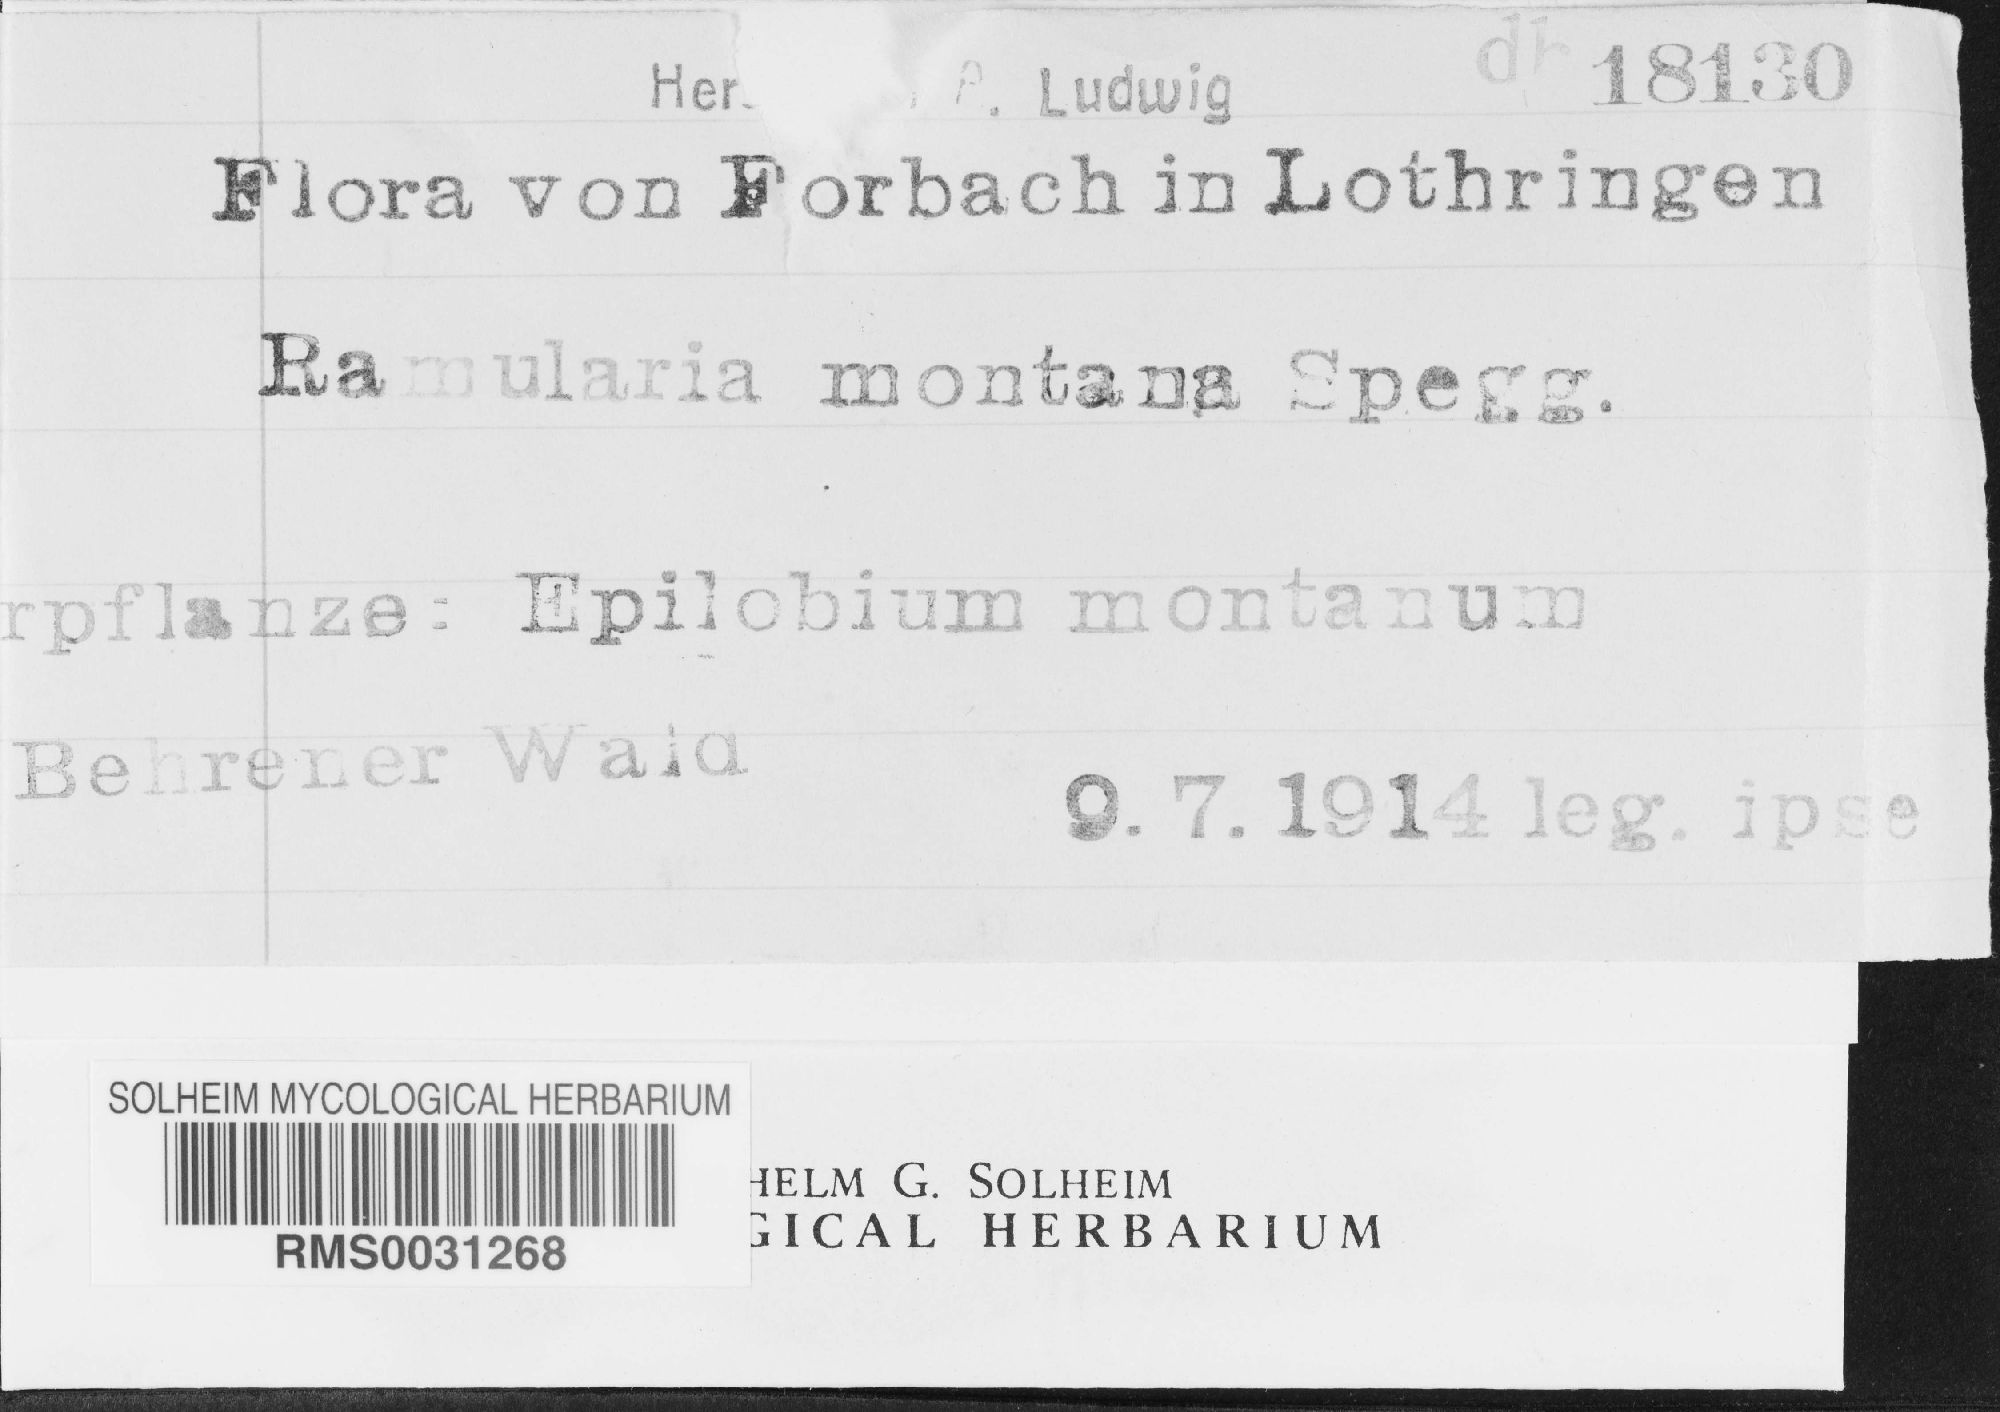 Ludwig
18130
Flora von Forbach in Lothringen
Ramularia montana Spegg.
rpflanze: Epilobium montanum
Behrener Wald
9. 7. 1914 leg. ipse
SOLHEIM MYCOLOGICAL HERBARIUM
RMS0031268
HELM G. SOLHEIM
GICAL HERBARIUM